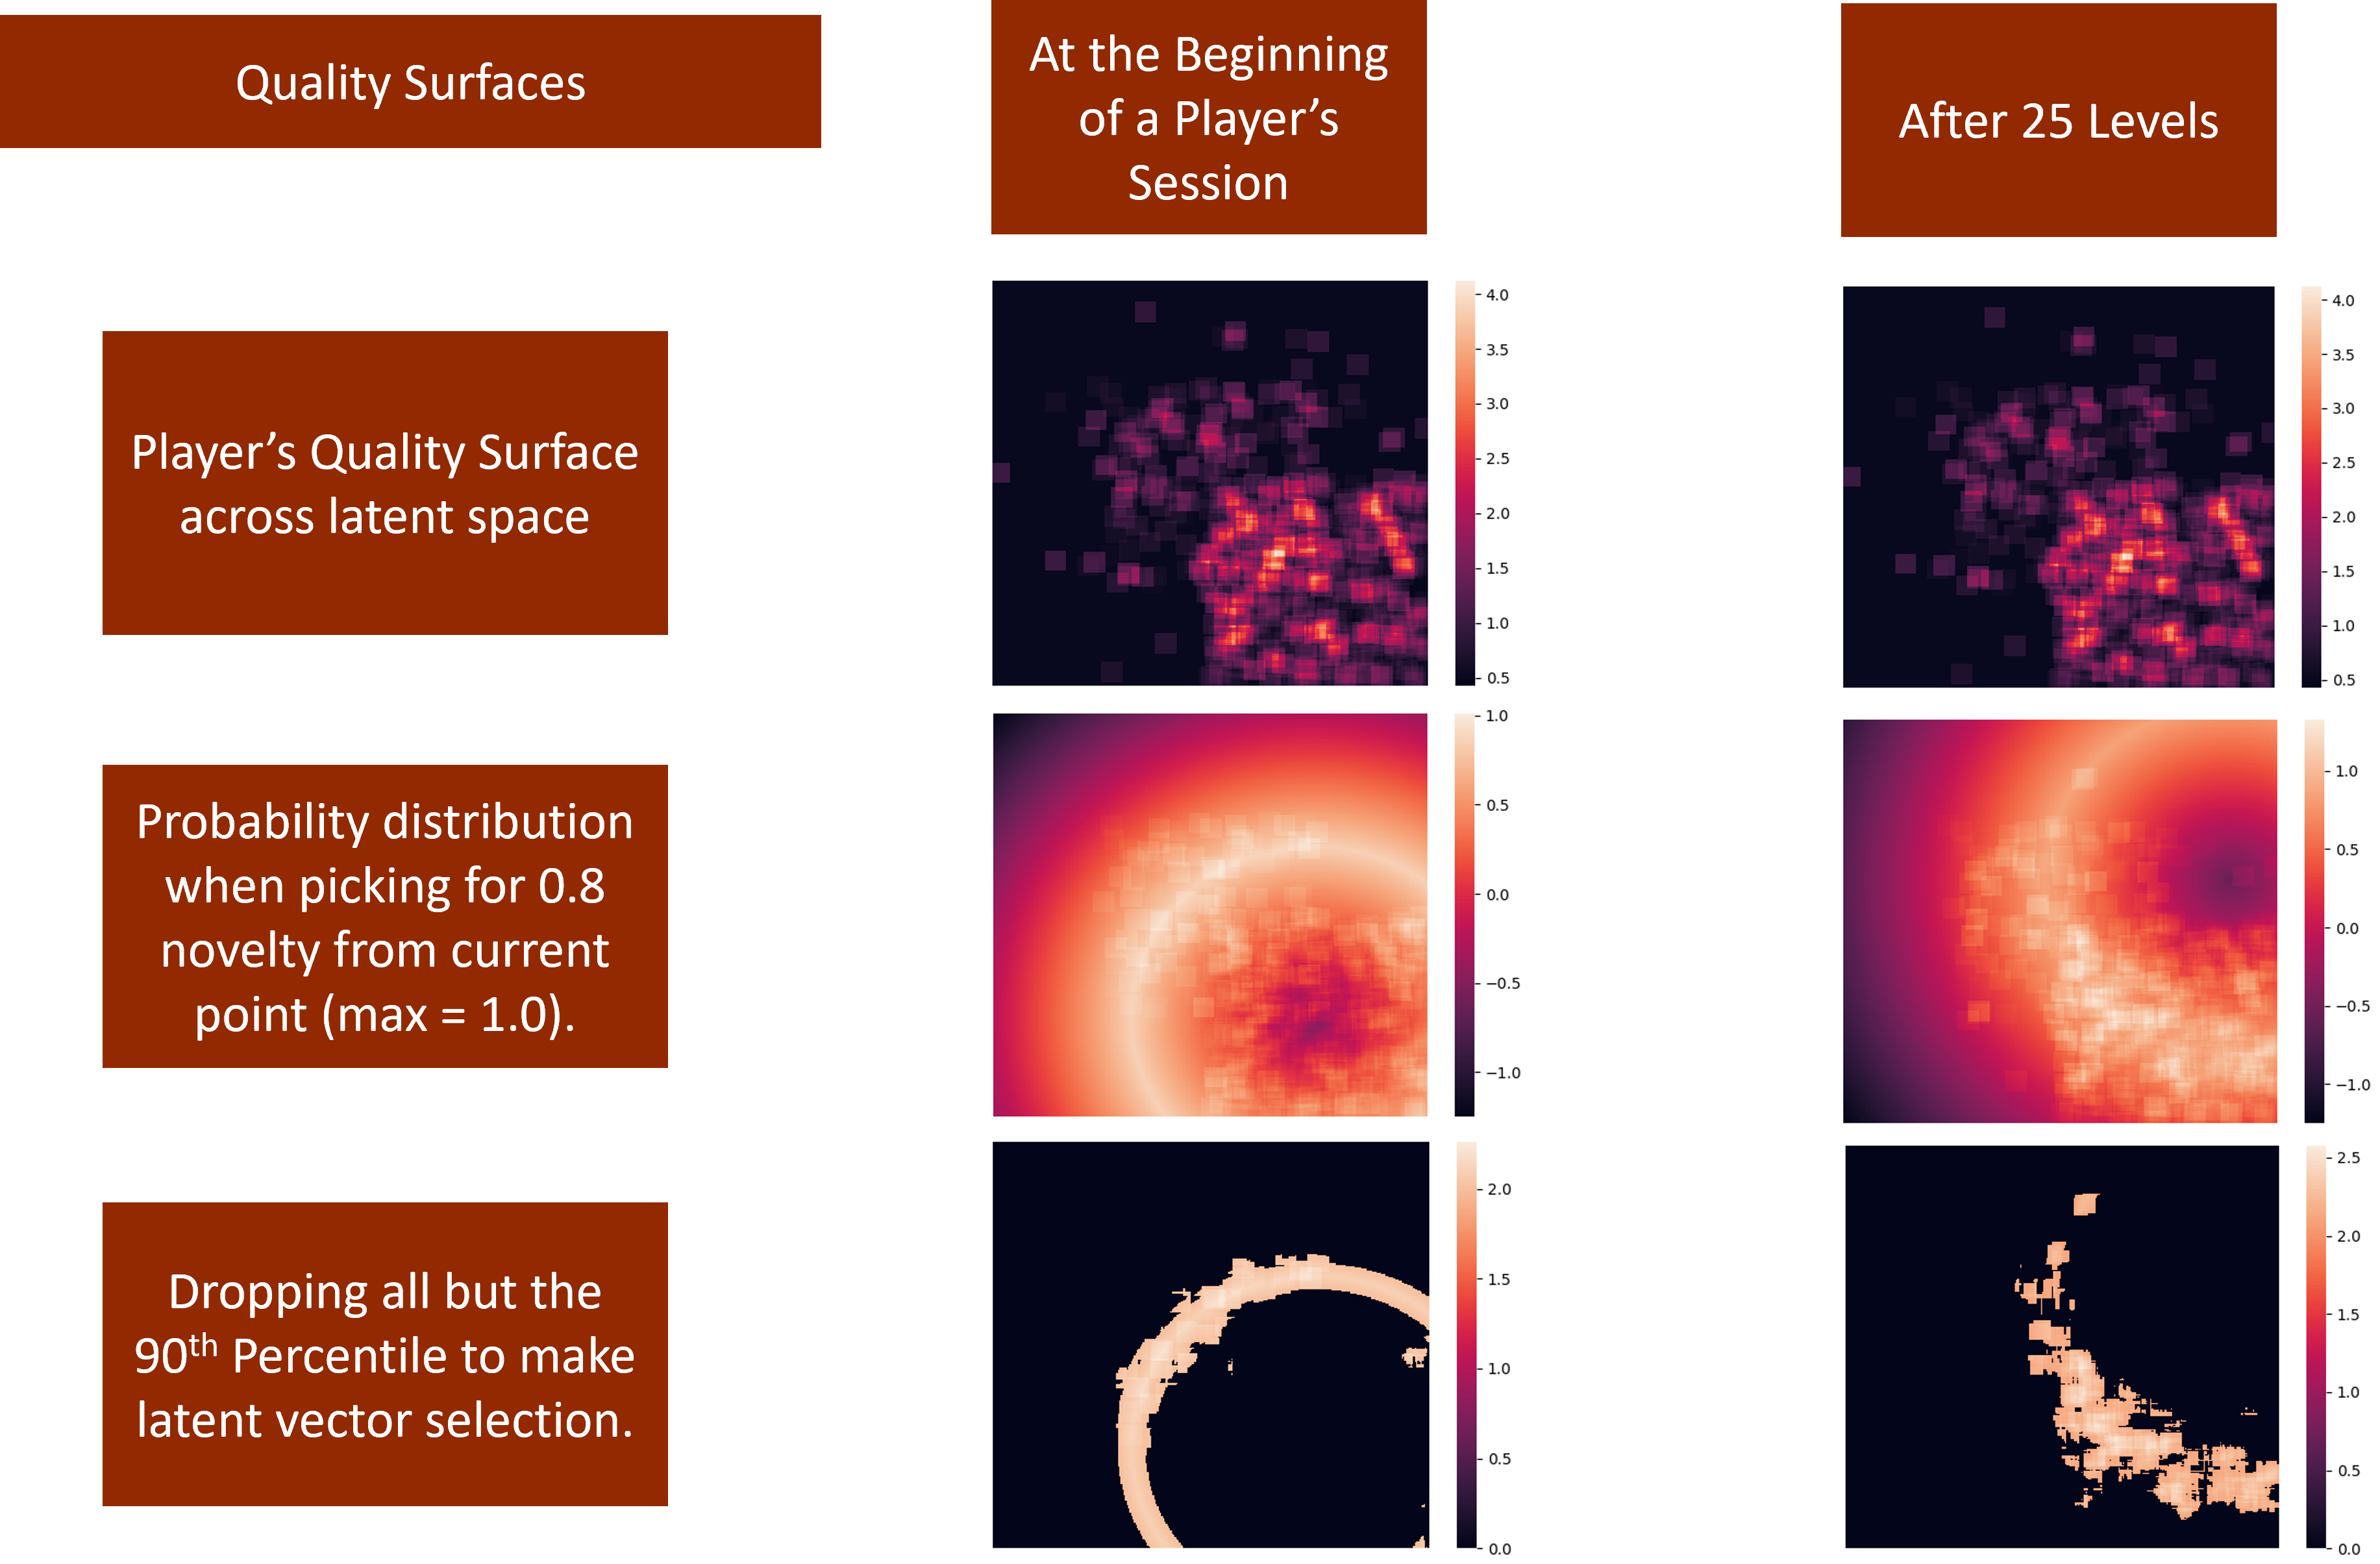 Quality Surfaces
At the Beginning
of a Player’s
Session
After 25 Levels
Player’s Quality Surface
across latent space
4.0
3.5
3.0
2.5
2.0
1.5
1.0
0.5
4.0
3.5
3.0
2.5
2.0
1.5
1.0
0.5
Probability distribution
when picking for 0.8
novelty from current
point (max = 1.0).
1.0
0.5
0.0
−0.5
−1.0
1.0
0.5
0.0
−0.5
−1.0
Dropping all but the
90th Percentile to make
latent vector selection.
2.0
1.5
1.0
0.5
0.0
2.5
2.0
1.5
1.0
0.5
0.0